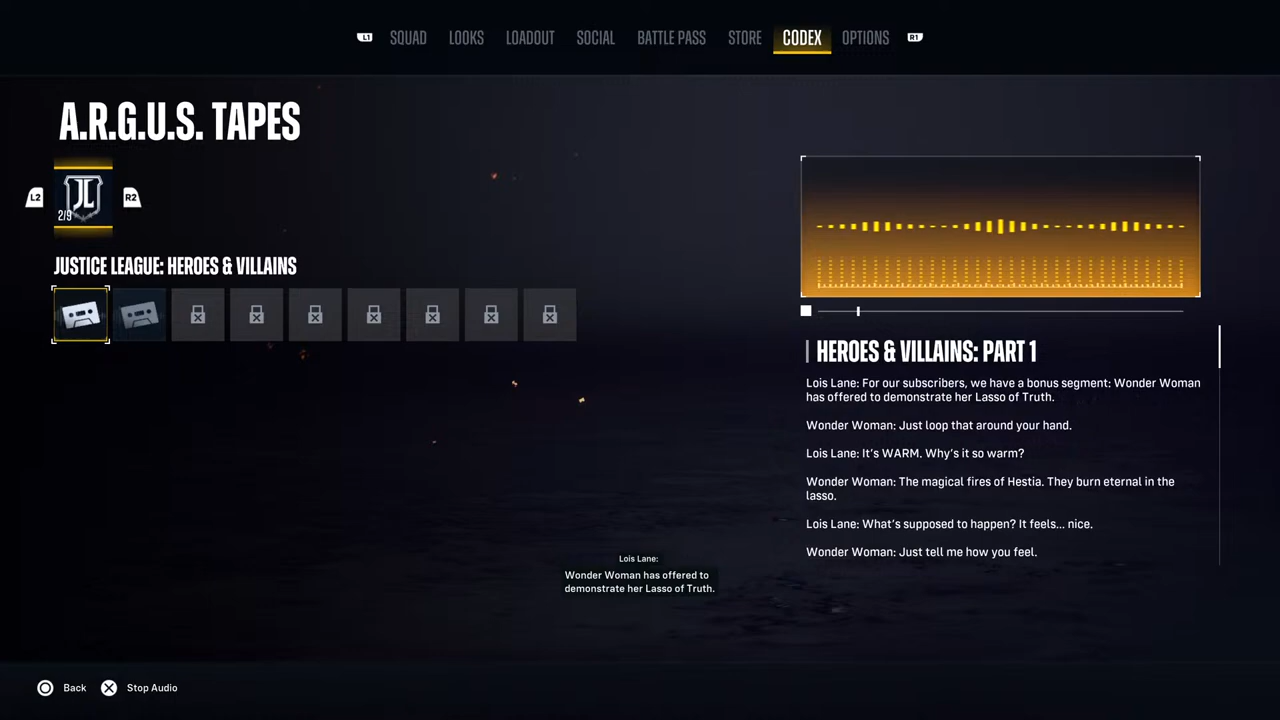 L1 SQUAD LOOKS LOADOUT SOCIAL BATTLE PASS STORE CODEX OPTIONS R1
A.R.G.U.S. TAPES
L2 JL R2
2/9
JUSTICE LEAGUE: HEROES & VILLAINS
HEROES & VILLAINS: PART 1
Lois Lane: For our subscribers, we have a bonus segment: Wonder Woman
has offered to demonstrate her Lasso of Truth.
Wonder Woman: Just loop that around your hand.
Lois Lane: It's WARM. Why's it so warm?
Wonder Woman: The magical fires of Hestia. They burn eternal in the
lasso.
Lois Lane: What's supposed to happen? It feels... nice.
Wonder Woman: Just tell me how you feel.
Lois Lane:
Wonder Woman has offered to
demonstrate her Lasso of Truth.
Back Stop Audio